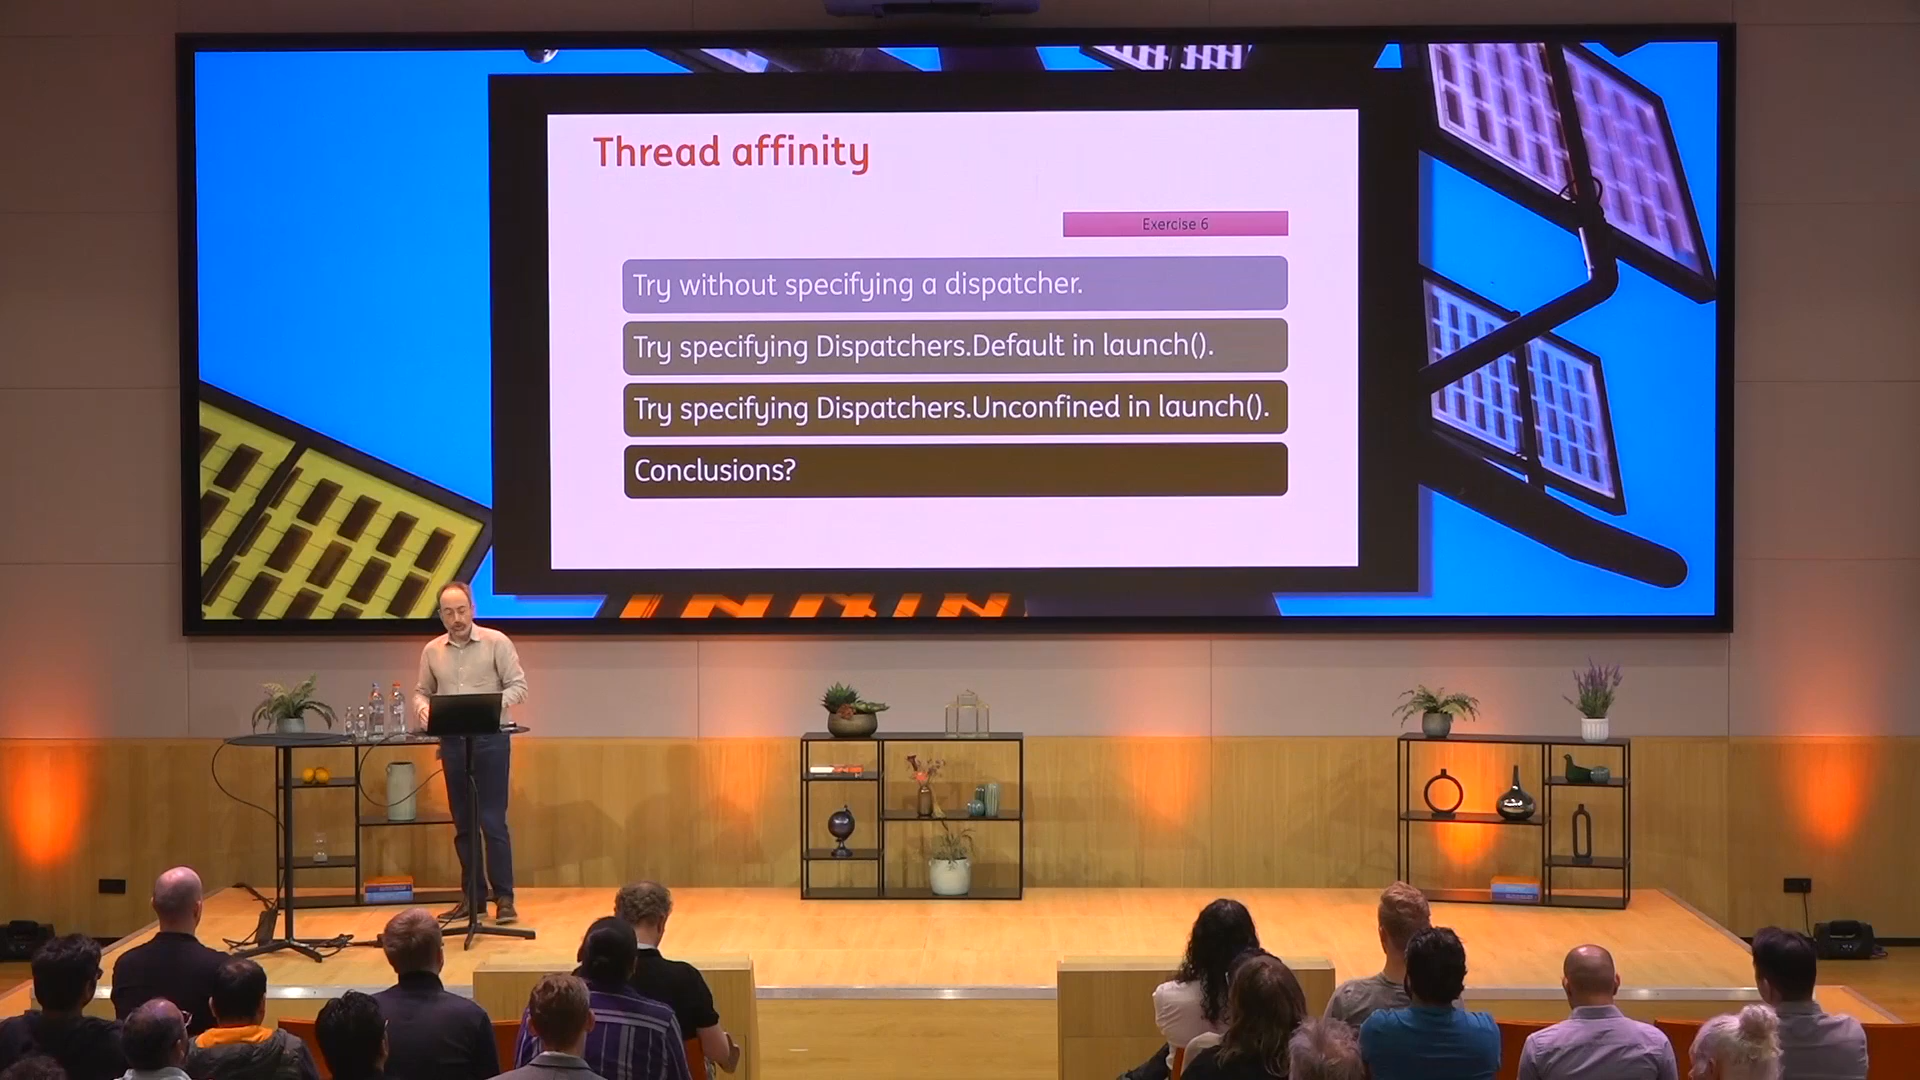 Thread affinity
Exercise 6
Try without specifying a dispatcher.
Try specifying Dispatchers.Default in launch().
Try specifying Dispatchers.Unconfined in launch().
Conclusions?